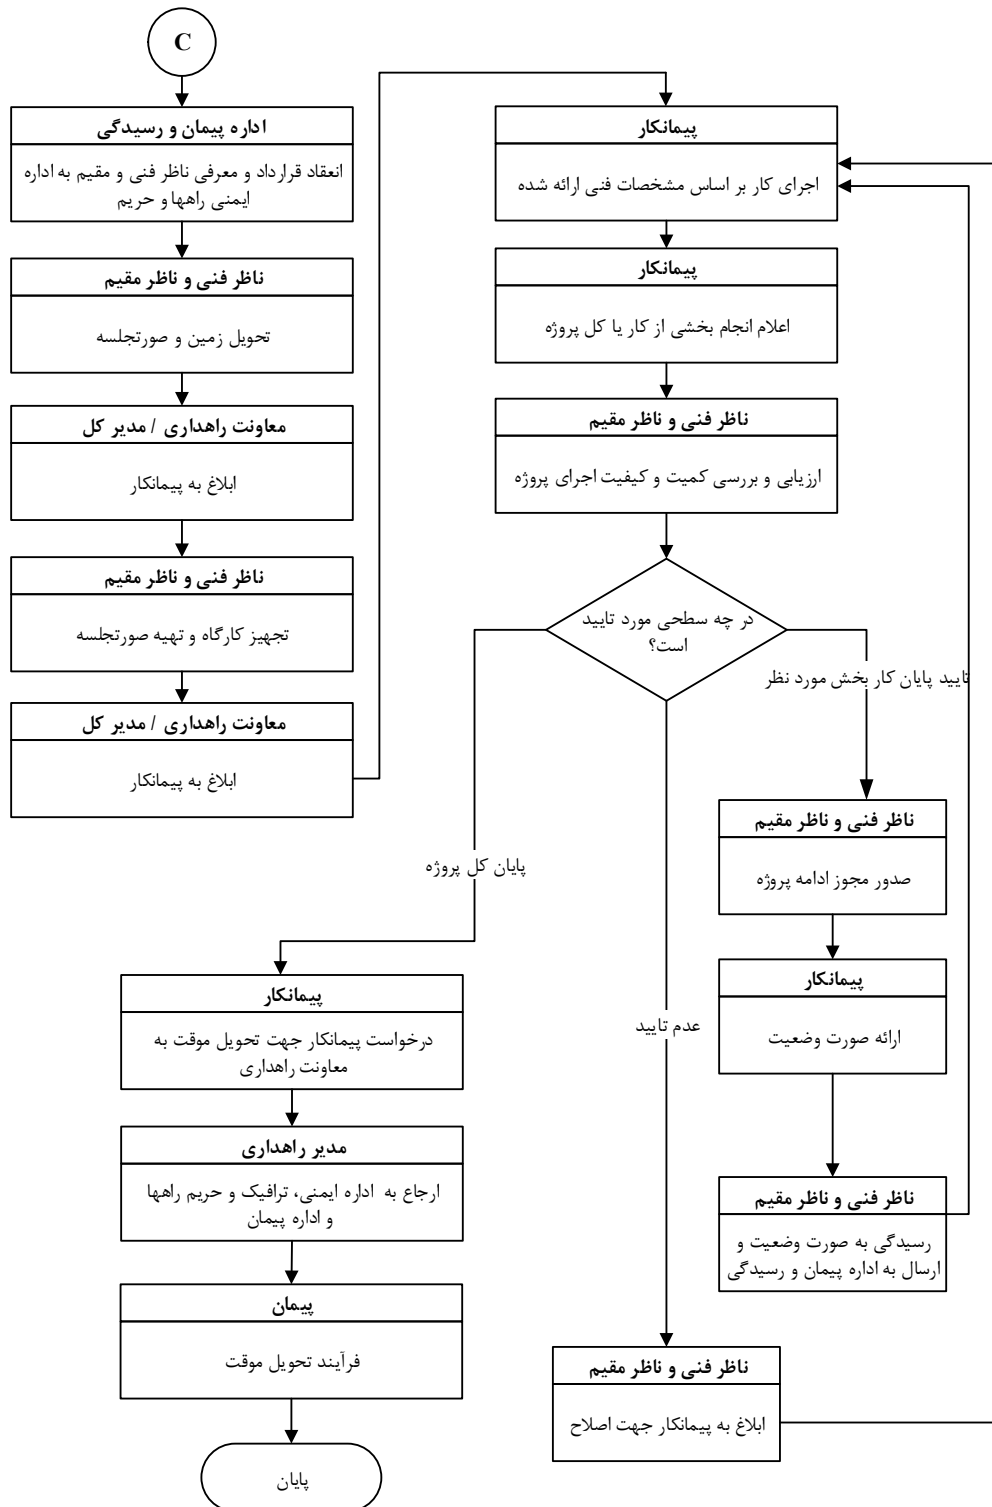 C
اداره پیمان و رسیدگی
انعقاد قرارداد و معرفی ناظر فنی و مقیم به اداره
ایمنی راهها و حریم
ناظر فنی و ناظر مقیم
تحویل زمین و صورتجلسه
معاونت راهداری / مدیر کل
ابلاغ به پیمانکار
ناظر فنی و ناظر مقیم
تجهیز کارگاه و تهیه صورتجلسه
معاونت راهداری / مدیر کل
ابلاغ به پیمانکار
پیمانکار
اجرای کار بر اساس مشخصات فنی ارائه شده
پیمانکار
اعلام انجام بخشی از کار یا کل پروژه
ناظر فنی و ناظر مقیم
ارزیابی و بررسی کمیت و کیفیت اجرای پروژه
در چه سطحی مورد تایید
است؟
تایید پایان کار بخش مورد نظر
ناظر فنی و ناظر مقیم
صدور مجوز ادامه پروژه
پیمانکار
ارائه صورت وضعیت
ناظر فنی و ناظر مقیم
رسیدگی به صورت وضعیت و
ارسال به اداره پیمان و رسیدگی
عدم تایید
ناظر فنی و ناظر مقیم
ابلاغ به پیمانکار جهت اصلاح
پایان کل پروژه
پیمانکار
درخواست پیمانکار جهت تحویل موقت به
معاونت راهداری
مدیر راهداری
ارجاع به اداره ایمنی، ترافیک و حریم راهها
و اداره پیمان
پیمان
فرآیند تحویل موقت
پایان